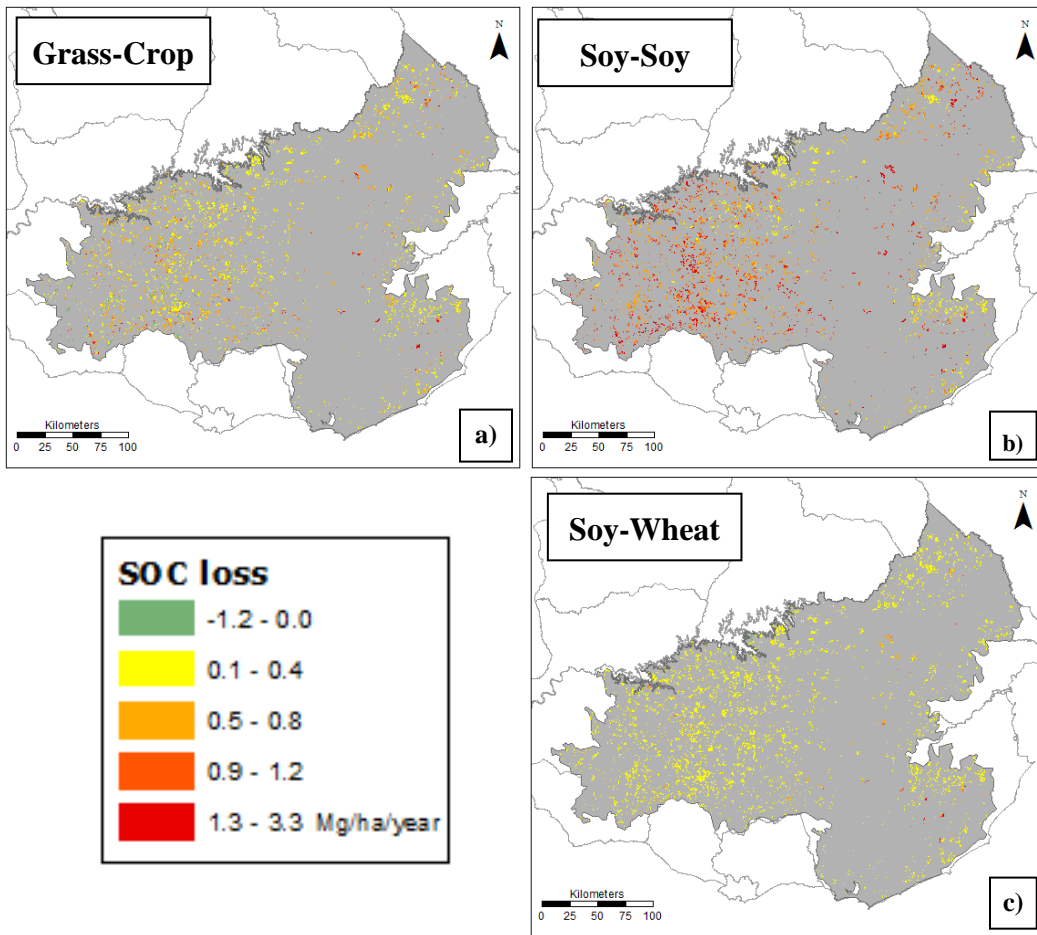 Grass-Crop
N
Kilometers
0 25 50 75 100
a)
Soy-Soy
N
Kilometers
0 25 50 75 100
b)
SOC loss
-1.2 - 0.0
0.1 - 0.4
0.5 - 0.8
0.9 - 1.2
1.3 - 3.3 Mg/ha/year
Soy-Wheat
N
Kilometers
0 25 50 75 100
c)